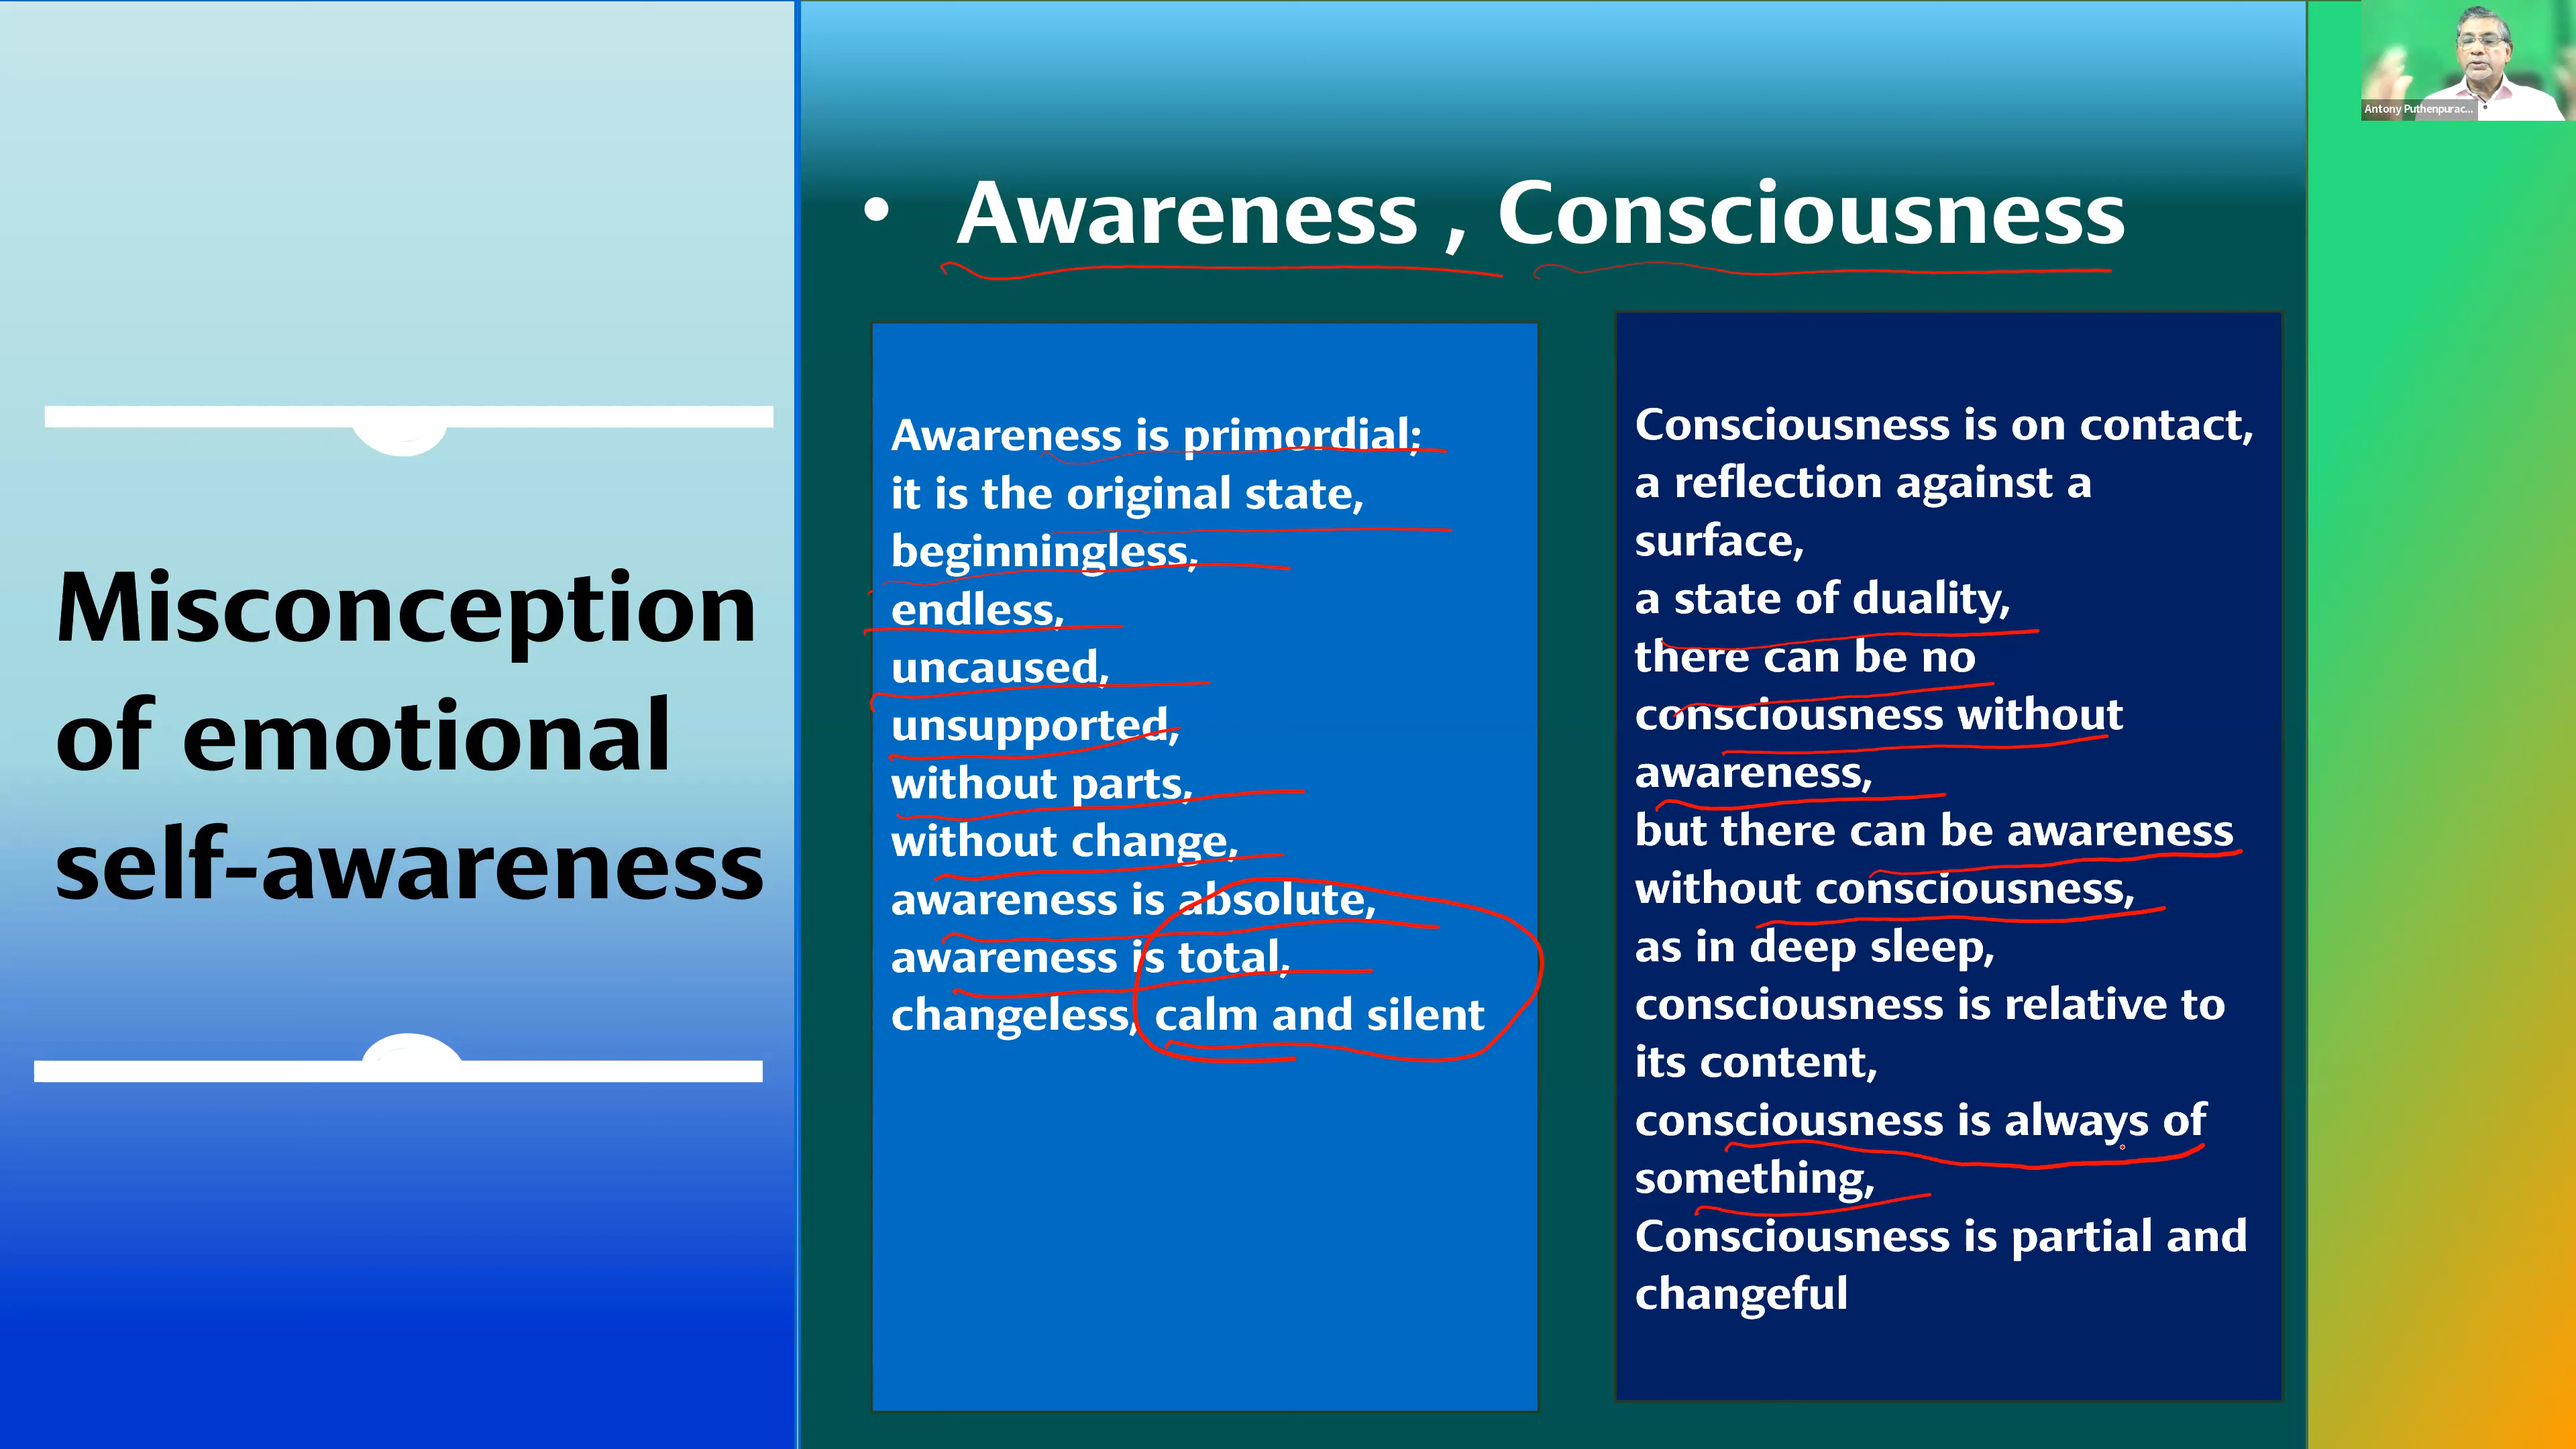 Misconception
of emotional
self-awareness
• Awareness , Consciousness
Awareness is primordial;
it is the original state,
beginningless,
endless,
uncaused,
unsupported,
without parts,
without change,
awareness is absolute,
awareness is total,
changeless, calm and silent
Consciousness is on contact,
a reflection against a
surface,
a state of duality,
there can be no
consciousness without
awareness,
but there can be awareness
without consciousness,
as in deep sleep,
consciousness is relative to
its content,
consciousness is always of
something,
Consciousness is partial and
changeful
Antony Puthenpurac...